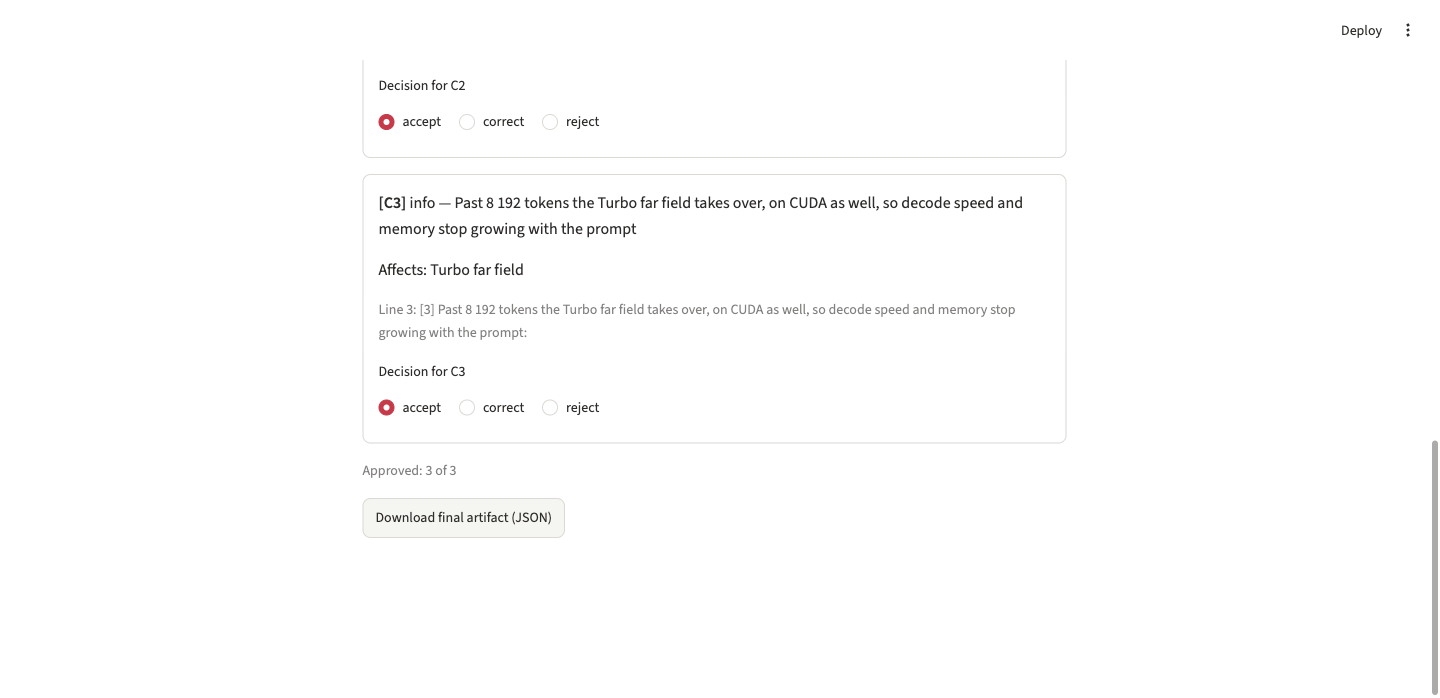 Deploy
Decision for C2
accept
correct
reject
[C3] info — Past 8 192 tokens the Turbo far field takes over, on CUDA as well, so decode speed and
memory stop growing with the prompt
Affects: Turbo far field
Line 3: [3] Past 8 192 tokens the Turbo far field takes over, on CUDA as well, so decode speed and memory stop
growing with the prompt:
Decision for C3
accept
correct
reject
Approved: 3 of 3
Download final artifact (JSON)